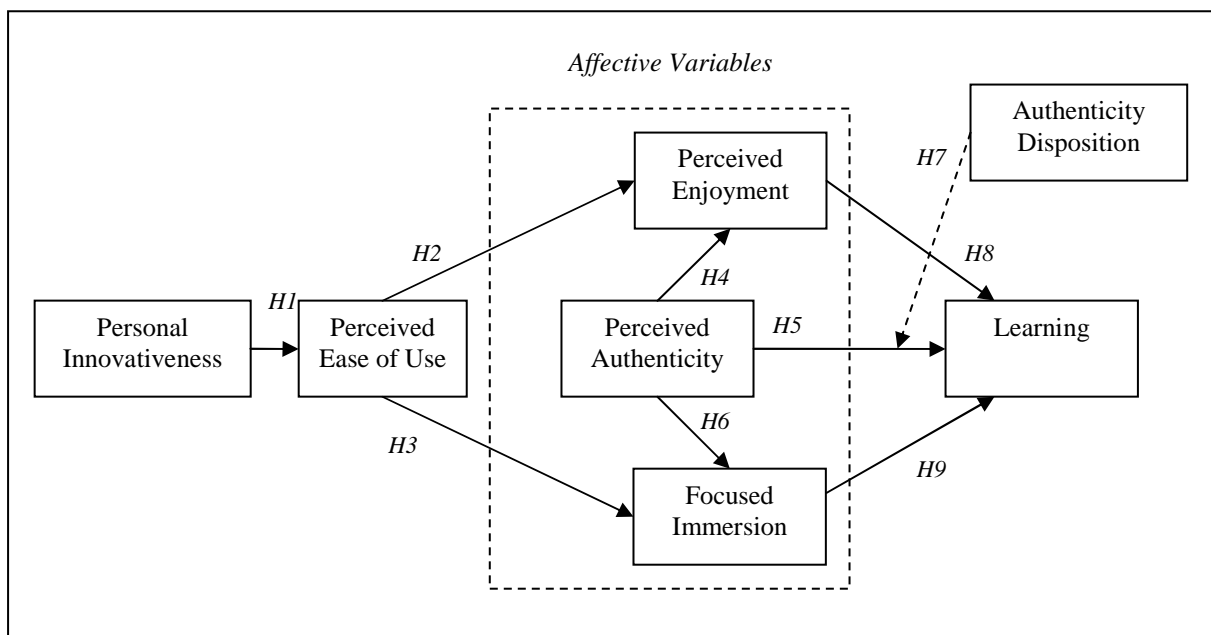 Affective Variables
Authenticity
Disposition
H7
Perceived
Enjoyment
H2
H8
H4
H1
Personal
Innovativeness
Perceived
Ease of Use
Perceived
Authenticity
H5
Learning
H6
H3
H9
Focused
Immersion